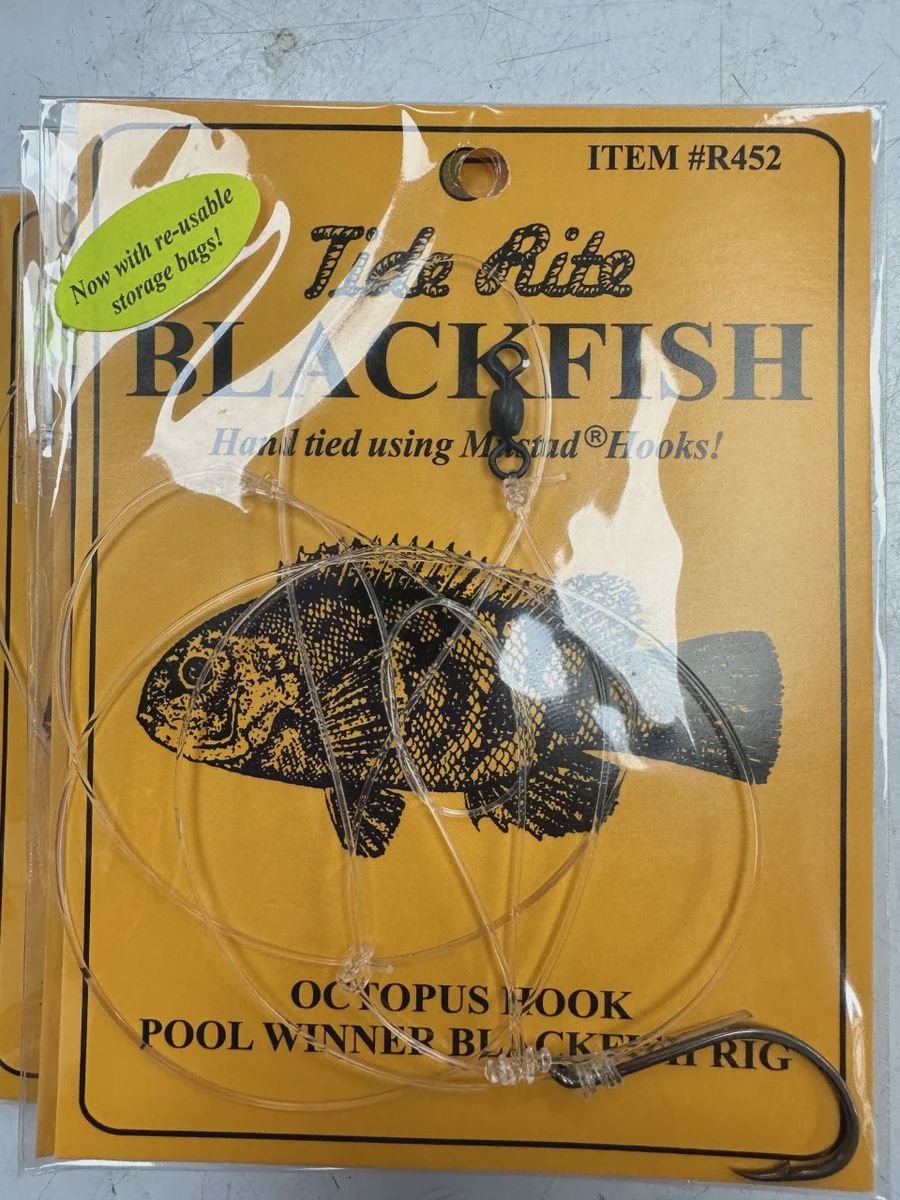 ITEM #R452
Now with re-usable
storage bags!
Tide Rite
BLACKFISH
Hand tied using Mustad® Hooks!
OCTOPUS HOOK
POOL WINNER BLACKFISH RIG